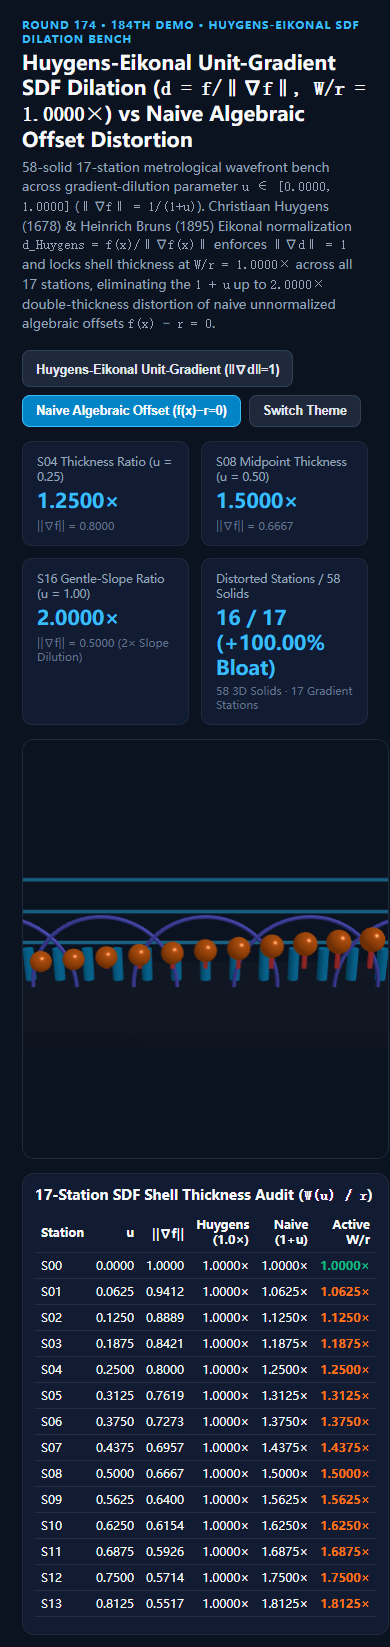 ROUND 174 • 184TH DEMO • HUYGENS-EIKONAL SDF
DILATION BENCH
Huygens-Eikonal Unit-Gradient
SDF Dilation (d = f/‖∇f‖, W/r =
1.0000×) vs Naive Algebraic
Offset Distortion
58-solid 17-station metrological wavefront bench
across gradient-dilution parameter u ∈ [0.0000,
1.0000] (‖∇f‖ = 1/(1+u)). Christiaan Huygens
(1678) & Heinrich Bruns (1895) Eikonal normalization
d_Huygens = f(x)/‖∇f(x)‖ enforces ‖∇d‖ = 1
and locks shell thickness at W/r = 1.0000× across all
17 stations, eliminating the 1 + u up to 2.0000×
double-thickness distortion of naive unnormalized
algebraic offsets f(x) − r = 0.
Huygens-Eikonal Unit-Gradient (‖∇d‖=1)
Naive Algebraic Offset (f(x)−r=0)
Switch Theme
S04 Thickness Ratio (u =
0.25)
1.2500×
||∇f|| = 0.8000
S08 Midpoint Thickness
(u = 0.50)
1.5000×
||∇f|| = 0.6667
S16 Gentle-Slope Ratio
(u = 1.00)
2.0000×
||∇f|| = 0.5000 (2× Slope
Dilution)
Distorted Stations / 58
Solids
16 / 17
(+100.00%
Bloat)
58 3D Solids · 17 Gradient
Stations
17-Station SDF Shell Thickness Audit (W(u) / r)
Station u ||∇f|| Huygens (1.0×) Naive (1+u) Active W/r
S00 0.0000 1.0000 1.0000× 1.0000× 1.0000×
S01 0.0625 0.9412 1.0000× 1.0625× 1.0625×
S02 0.1250 0.8889 1.0000× 1.1250× 1.1250×
S03 0.1875 0.8421 1.0000× 1.1875× 1.1875×
S04 0.2500 0.8000 1.0000× 1.2500× 1.2500×
S05 0.3125 0.7619 1.0000× 1.3125× 1.3125×
S06 0.3750 0.7273 1.0000× 1.3750× 1.3750×
S07 0.4375 0.6957 1.0000× 1.4375× 1.4375×
S08 0.5000 0.6667 1.0000× 1.5000× 1.5000×
S09 0.5625 0.6400 1.0000× 1.5625× 1.5625×
S10 0.6250 0.6154 1.0000× 1.6250× 1.6250×
S11 0.6875 0.5926 1.0000× 1.6875× 1.6875×
S12 0.7500 0.5714 1.0000× 1.7500× 1.7500×
S13 0.8125 0.5517 1.0000× 1.8125× 1.8125×